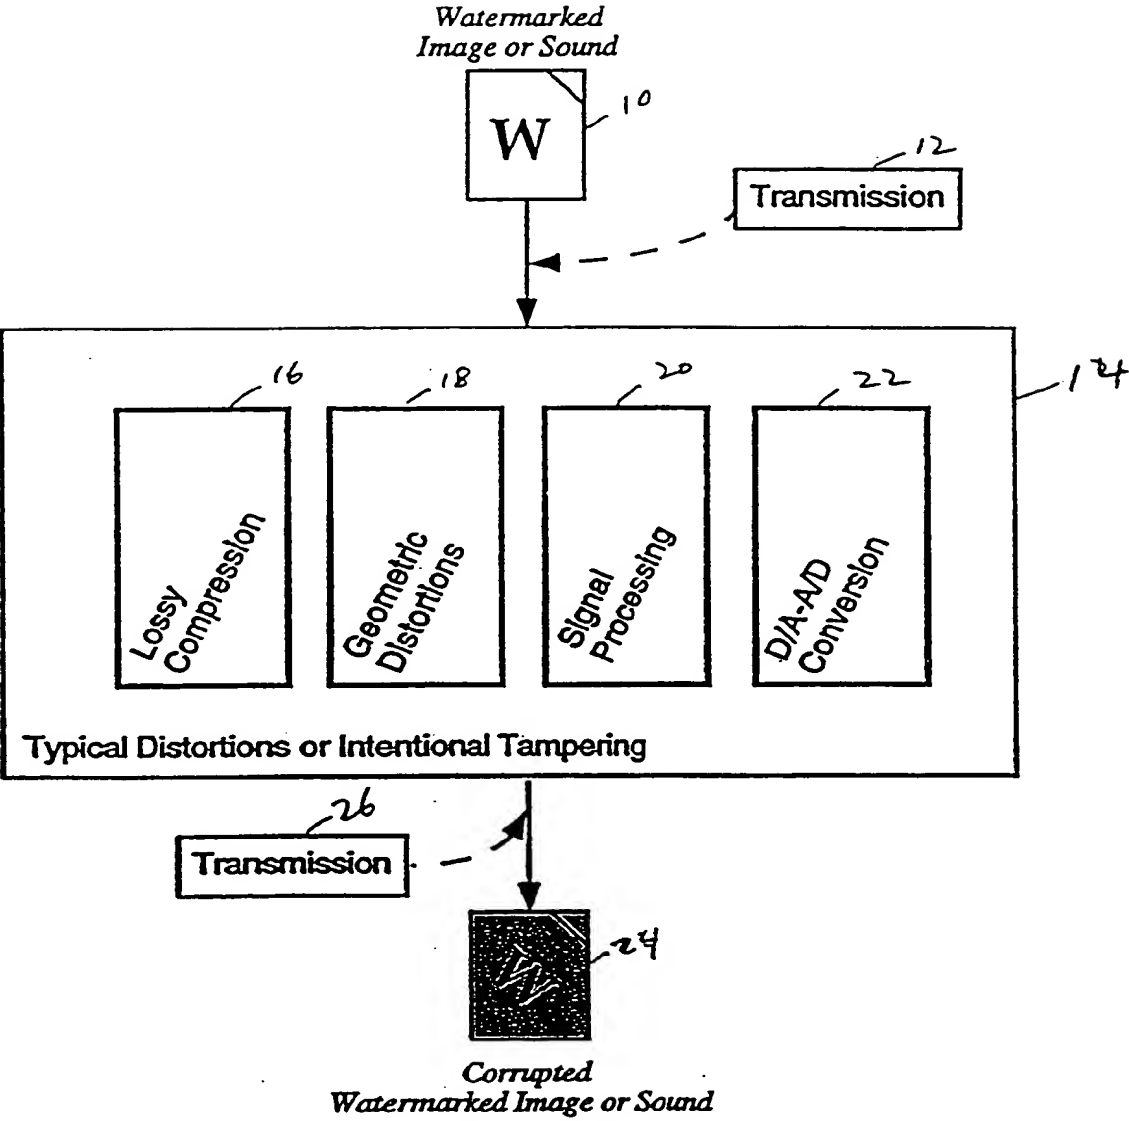 Watermarked
Image or Sound
10
W
12
Transmission
16
18
20
22
14
Lossy
Compression
Geometric
Distortions
Signal
Processing
D/A-A/D
Conversion
Typical Distortions or Intentional Tampering
26
Transmission
24
W
Corrupted
Watermarked Image or Sound